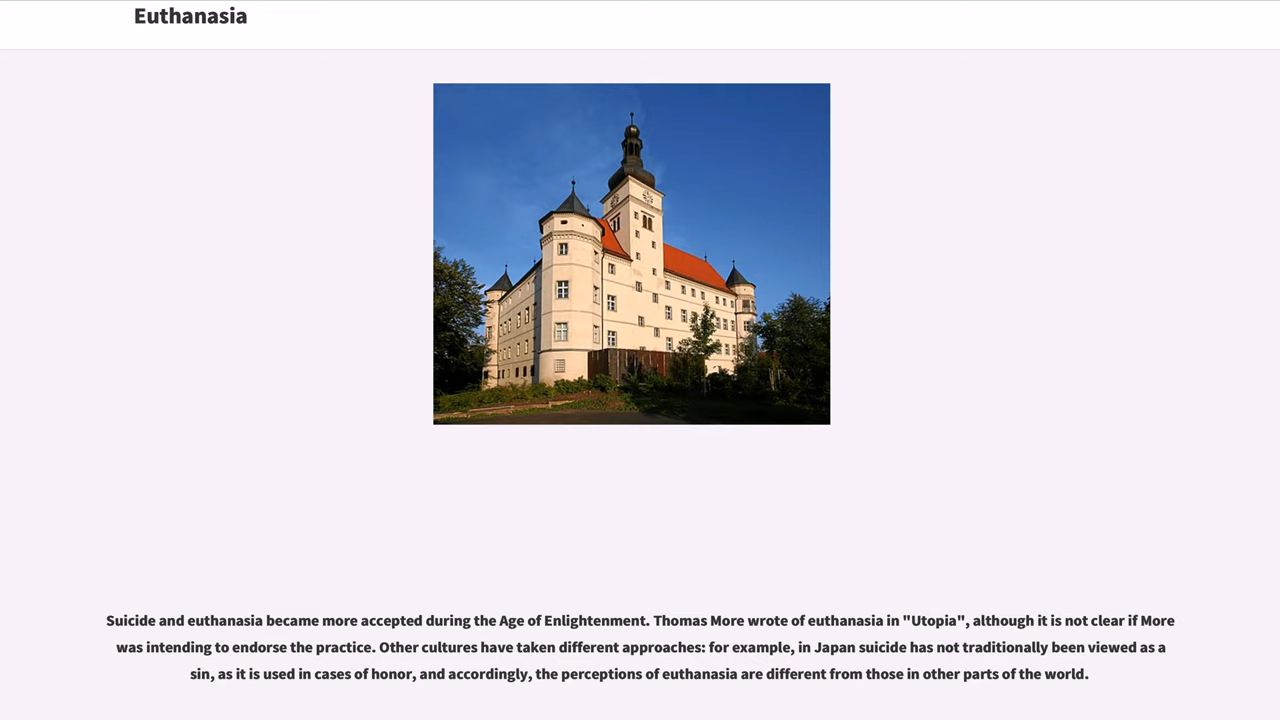 Euthanasia
Suicide and euthanasia became more accepted during the Age of Enlightenment. Thomas More wrote of euthanasia in "Utopia", although it is not clear if More
was intending to endorse the practice. Other cultures have taken different approaches: for example, in Japan suicide has not traditionally been viewed as a
sin, as it is used in cases of honor, and accordingly, the perceptions of euthanasia are different from those in other parts of the world.